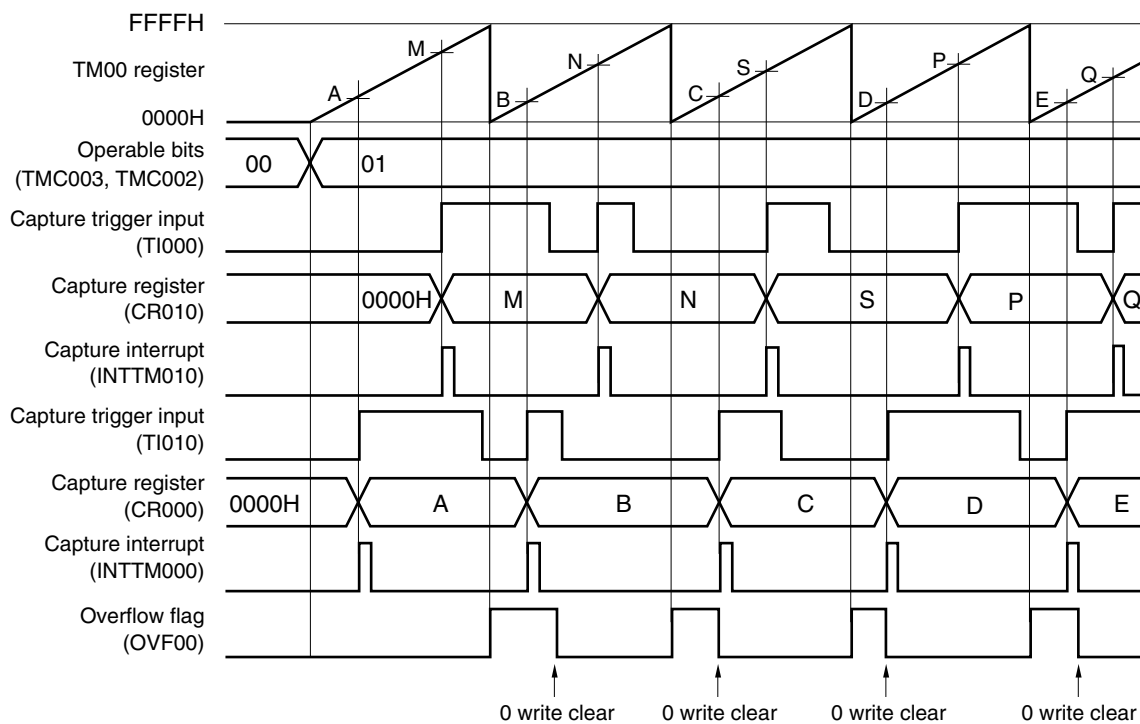 FFFFH
TM00 register
0000H
A M B N C S D P E Q
Operable bits
(TMC003, TMC002)
00 01
Capture trigger input
(TI000)
Capture register
(CR010)
0000H M N S P Q
Capture interrupt
(INTTM010)
Capture trigger input
(TI010)
Capture register
(CR000)
0000H A B C D E
Capture interrupt
(INTTM000)
Overflow flag
(OVF00)
0 write clear 0 write clear 0 write clear 0 write clear